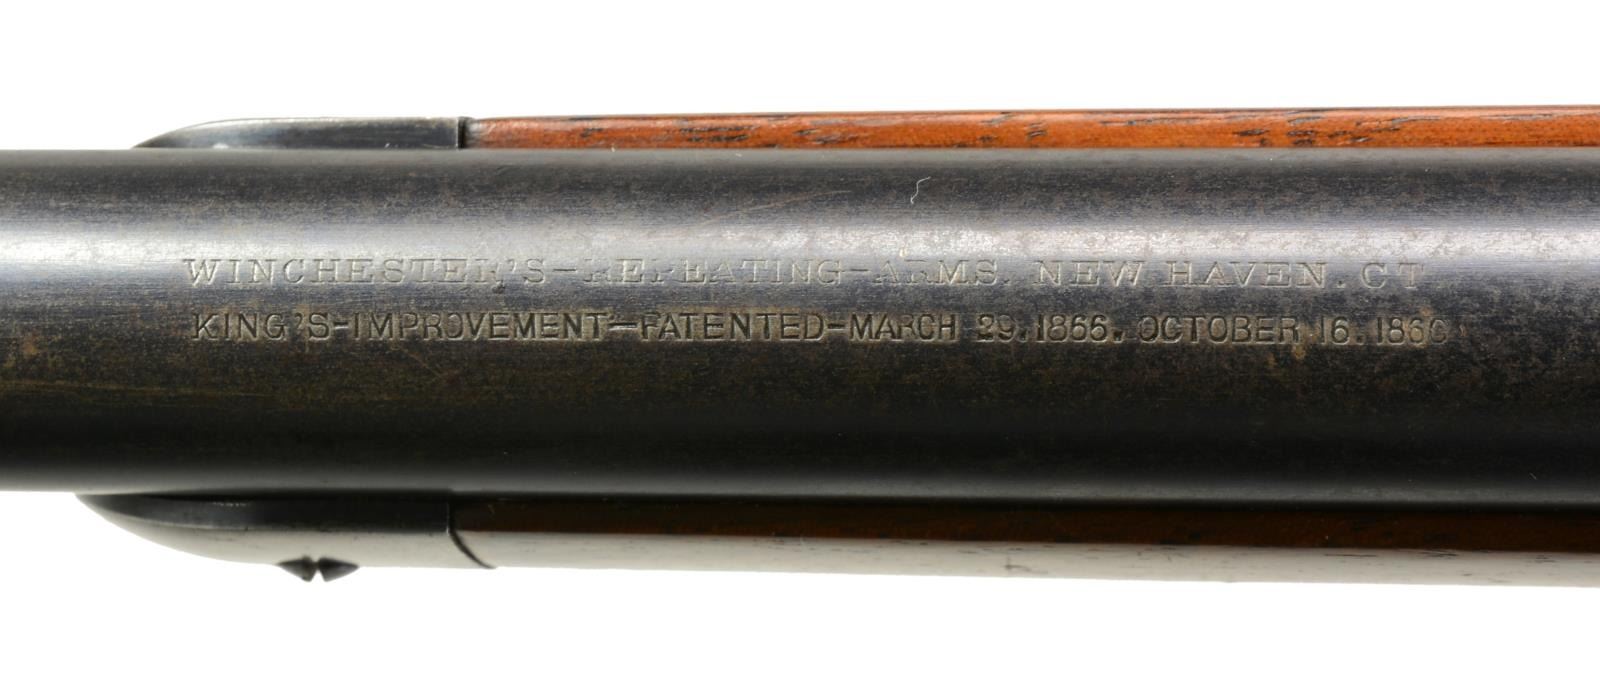 WINCHESTER'S-REPEATING-ARMS. NEW HAVEN. CT
KING'S-IMPROVEMENT-PATENTED-MARCH 29.1866. OCTOBER 16.1860